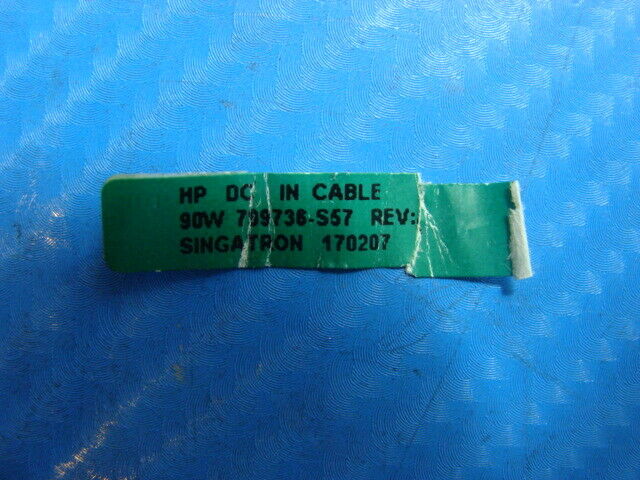 HP DC IN CABLE
90W 799736-S57 REV:
SINGATRON 170207